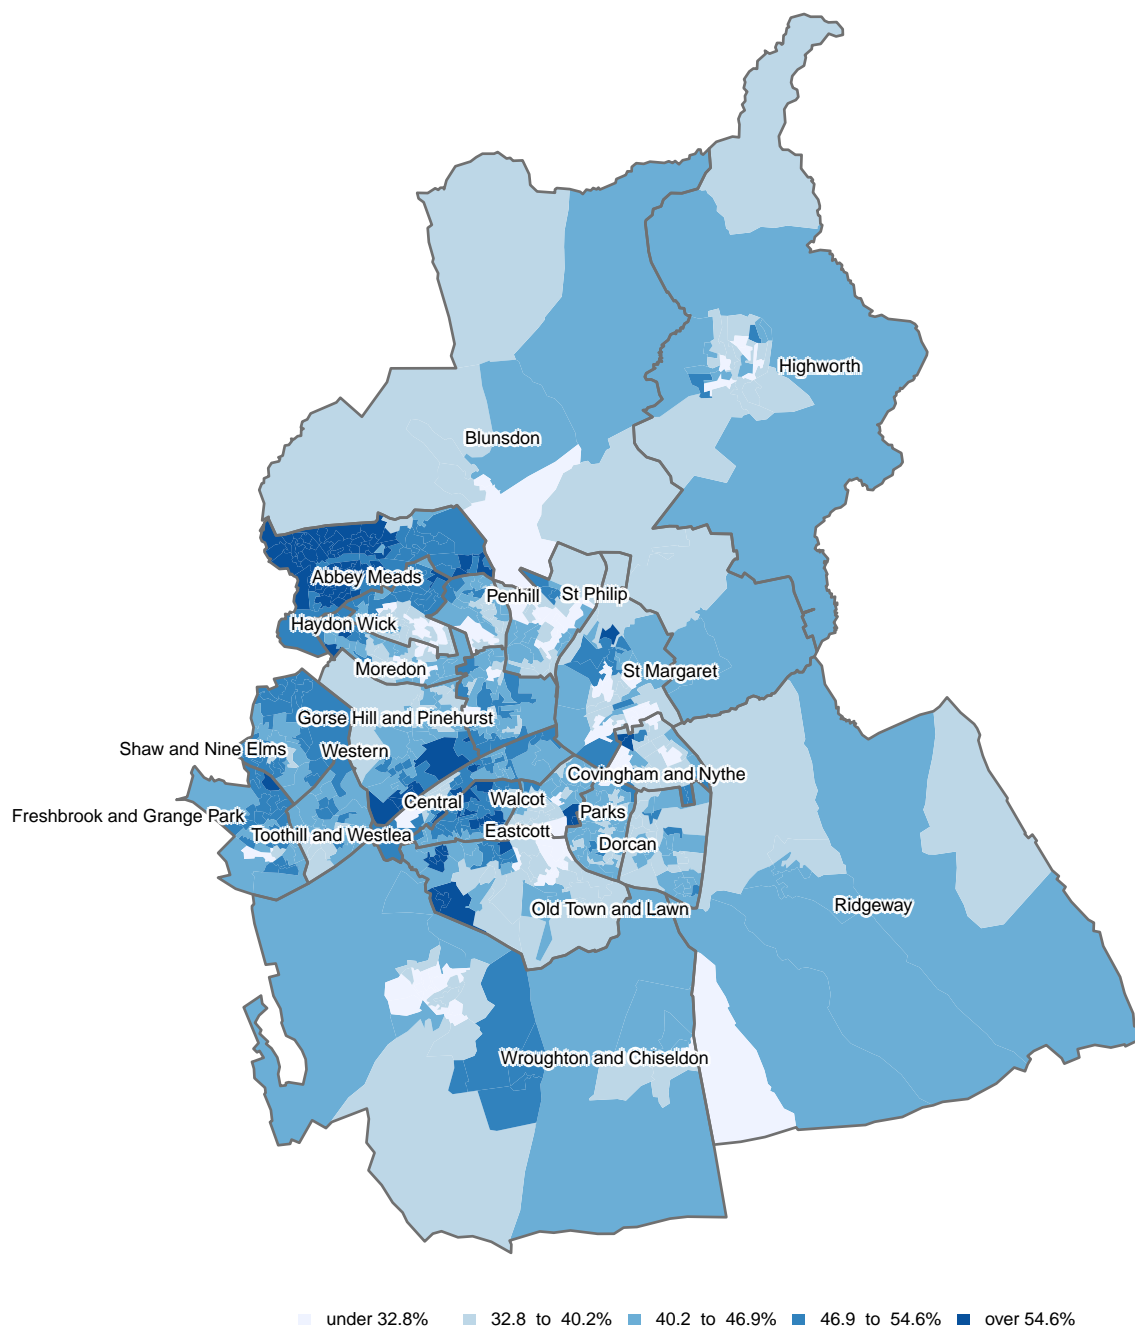 Highworth
Blunsdon
Abbey Meads
Penhill
St Philip
Haydon Wick
Moredon
St Margaret
Gorse Hill and Pinehurst
Shaw and Nine Elms
Western
Covingham and Nythe
Central
Walcot
Freshbrook and Grange Park
Parks
Toothill and Westlea
Eastcott
Dorcan
Ridgeway
Old Town and Lawn
Wroughton and Chiseldon
under 32.8% 32.8 to 40.2% 40.2 to 46.9% 46.9 to 54.6% over 54.6%